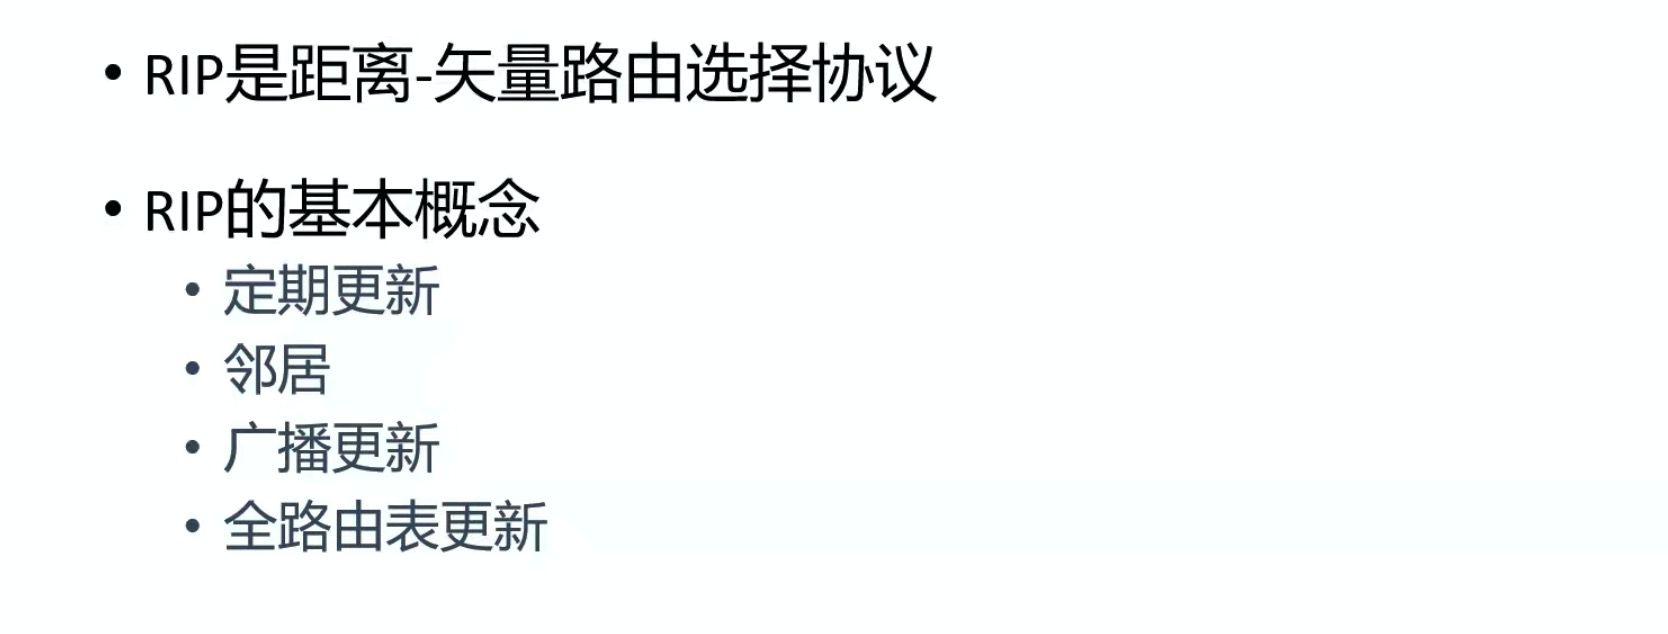 • RIP是距离-矢量路由选择协议
• RIP的基本概念
• 定期更新
• 邻居
• 广播更新
• 全路由表更新